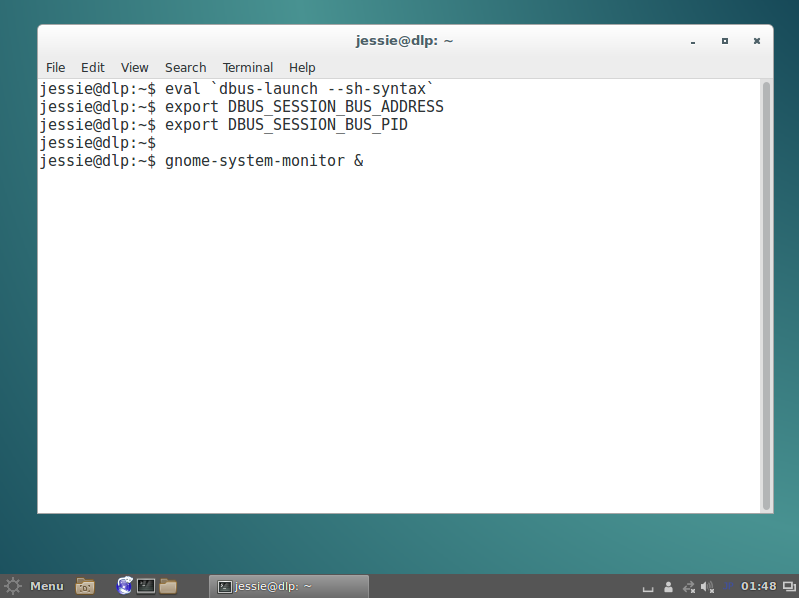 jessie@dlp: ~
File Edit View Search Terminal Help
jessie@dlp:~$ eval `dbus-launch --sh-syntax`
jessie@dlp:~$ export DBUS_SESSION_BUS_ADDRESS
jessie@dlp:~$ export DBUS_SESSION_BUS_PID
jessie@dlp:~$
jessie@dlp:~$ gnome-system-monitor &
Menu jessie@dlp: ~ 01:48